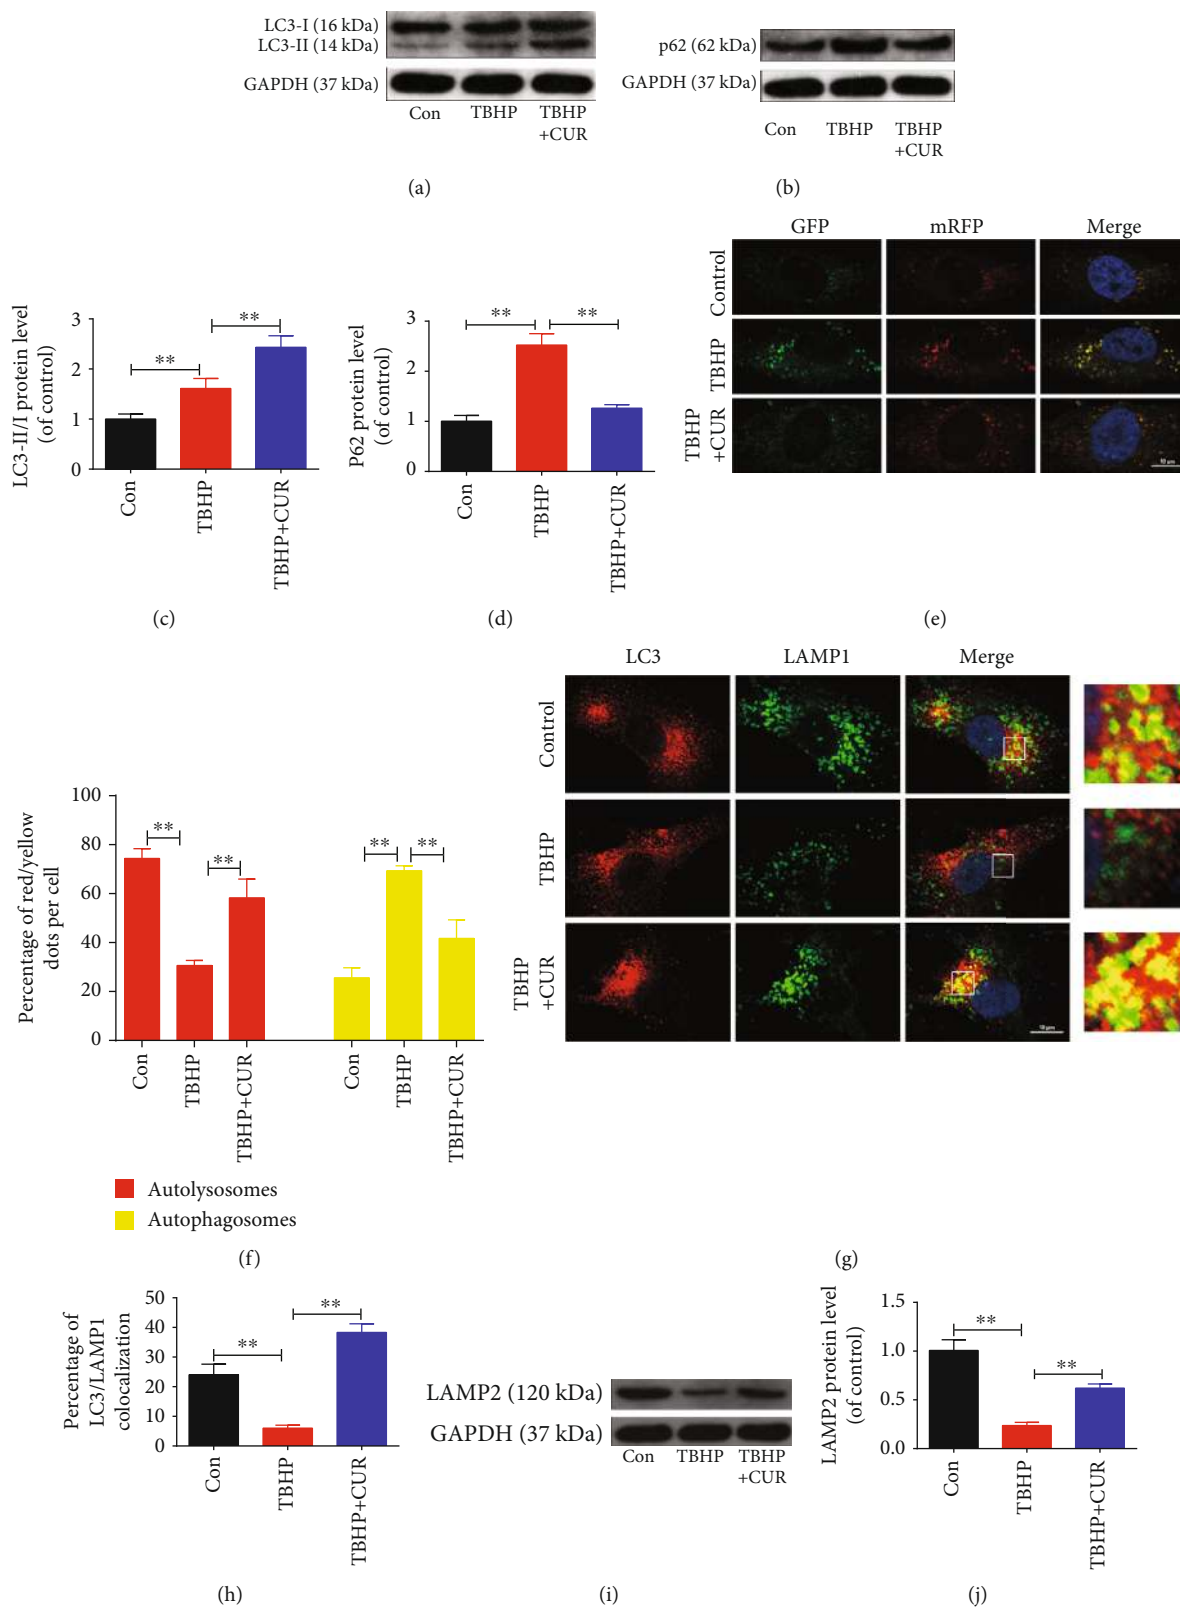 LC3-I (16 kDa)
LC3-II (14 kDa)
GAPDH (37 kDa)
Con TBHP TBHP
+CUR
(a)
p62 (62 kDa)
GAPDH (37 kDa)
Con TBHP TBHP
+CUR
(b)
LC3-II/I protein level
(of control)
3
2
1
0
**
**
Con
TBHP
TBHP+CUR
(c)
P62 protein level
(of control)
3
2
1
0
**
**
Con
TBHP
TBHP+CUR
(d)
GFP mRFP Merge
Control
TBHP
TBHP
+CUR
10 μm
(e)
Percentage of red/yellow
dots per cell
100
80
60
40
20
0
**
**
**
**
Con
TBHP
TBHP+CUR
Con
TBHP
TBHP+CUR
Autolysosomes
Autophagosomes
(f)
LC3 LAMP1 Merge
Control
TBHP
TBHP
+CUR
10 μm
(g)
Percentage of
LC3/LAMP1
colocalization
50
40
30
20
10
0
**
**
Con
TBHP
TBHP+CUR
(h)
LAMP2 (120 kDa)
GAPDH (37 kDa)
Con TBHP TBHP
+CUR
(i)
LAMP2 protein level
(of control)
1.5
1.0
0.5
0.0
**
**
Con
TBHP
TBHP+CUR
(j)